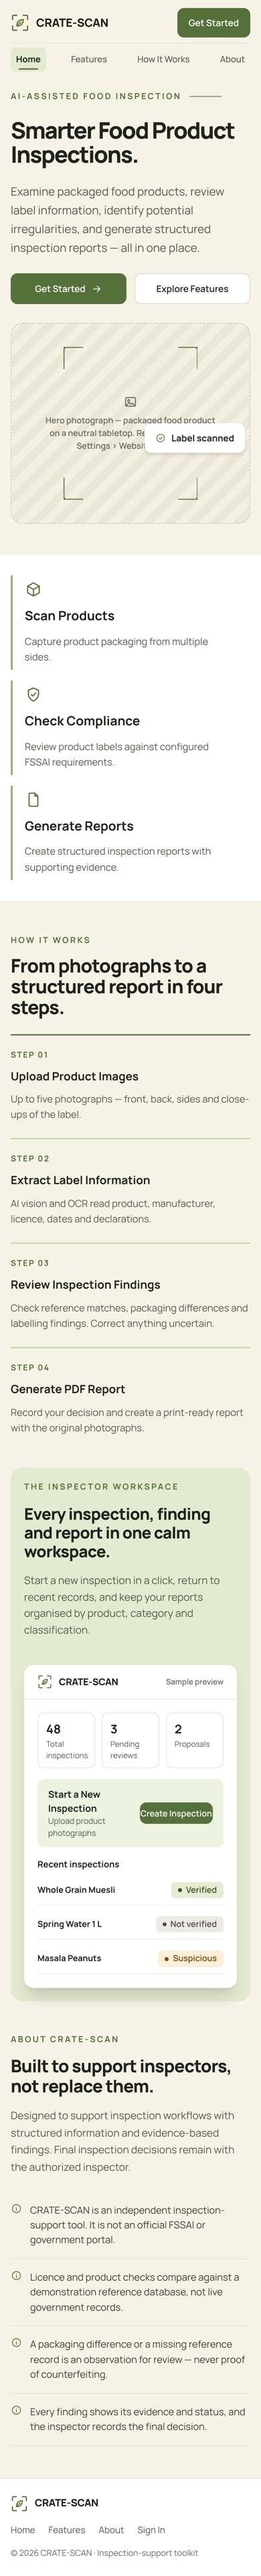 CRATE-SCAN
Get Started
Home
Features
How It Works
About
AI-ASSISTED FOOD INSPECTION
Smarter Food Product
Inspections.
Examine packaged food products, review
label information, identify potential
irregularities, and generate structured
inspection reports — all in one place.
Get Started →
Explore Features
Hero photograph — packaged food product
on a neutral tabletop.
Settings › Websit
Label scanned
Scan Products
Capture product packaging from multiple
sides.
Check Compliance
Review product labels against configured
FSSAI requirements.
Generate Reports
Create structured inspection reports with
supporting evidence.
HOW IT WORKS
From photographs to a
structured report in four
steps.
STEP 01
Upload Product Images
Up to five photographs — front, back, sides and close-
ups of the label.
STEP 02
Extract Label Information
AI vision and OCR read product, manufacturer,
licence, dates and declarations.
STEP 03
Review Inspection Findings
Check reference matches, packaging differences and
labelling findings. Correct anything uncertain.
STEP 04
Generate PDF Report
Record your decision and create a print-ready report
with the original photographs.
THE INSPECTOR WORKSPACE
Every inspection, finding
and report in one calm
workspace.
Start a new inspection in a click, return to
recent records, and keep your reports
organised by product, category and
classification.
CRATE-SCAN
Sample preview
48
Total
inspections
3
Pending
reviews
2
Proposals
Start a New
Inspection
Upload product
photographs
Create Inspection
Recent inspections
Whole Grain Muesli
Verified
Spring Water 1 L
Not verified
Masala Peanuts
Suspicious
ABOUT CRATE-SCAN
Built to support inspectors,
not replace them.
Designed to support inspection workflows with
structured information and evidence-based
findings. Final inspection decisions remain with
the authorized inspector.
CRATE-SCAN is an independent inspection-
support tool. It is not an official FSSAI or
government portal.
Licence and product checks compare against a
demonstration reference database, not live
government records.
A packaging difference or a missing reference
record is an observation for review — never proof
of counterfeiting.
Every finding shows its evidence and status, and
the inspector records the final decision.
CRATE-SCAN
Home
Features
About
Sign In
© 2026 CRATE-SCAN · Inspection-support toolkit